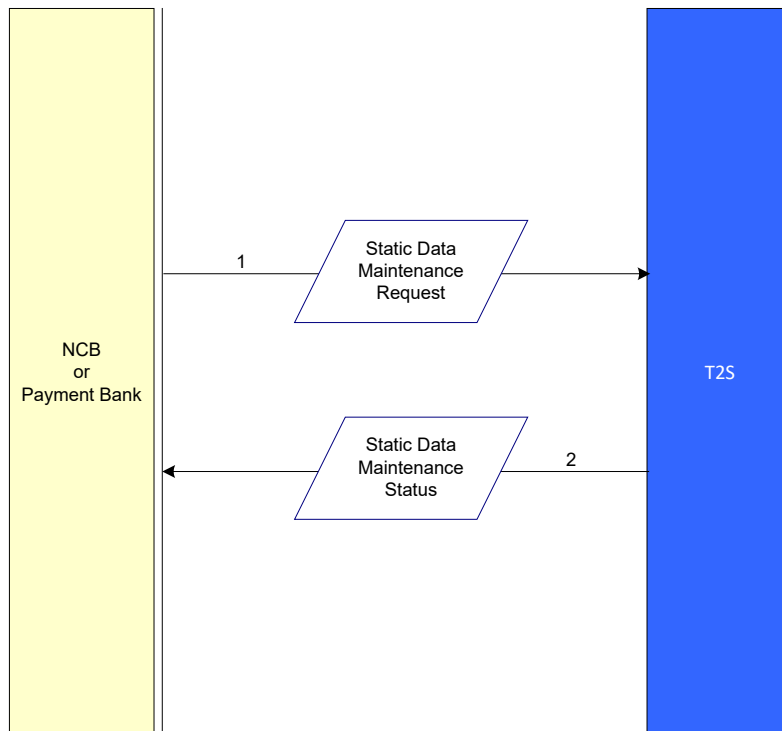 1
Static Data
Maintenance
Request
NCB
or
Payment Bank
T2S
Static Data
Maintenance
Status
2